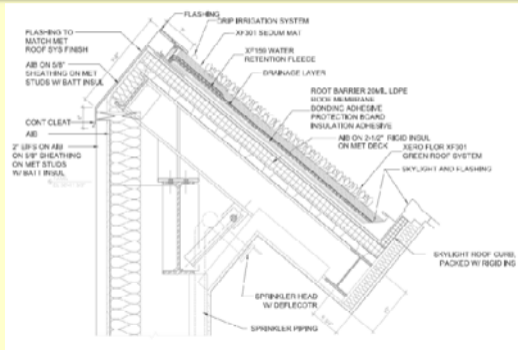 FLASHING
DRIP IRRIGATION SYSTEM
XF301 SEDUM MAT
XF159 WATER
RETENTION FLEECE
DRAINAGE LAYER
ROOT BARRIER 20MIL LDPE
ROOF MEMBRANE
BONDING ADHESIVE
PROTECTION BOARD
INSULATION ADHESIVE
AIB ON 2-1/2" RIGID INSUL
ON MET DECK
XERO FLOR XF301
GREEN ROOF SYSTEM
SKYLIGHT AND FLASHING
SKYLIGHT ROOF CURB,
PACKED W/ RIGID INS
FLASHING TO
MATCH MET
ROOF SYS FINISH
AIB ON 5/8"
SHEATHING ON MET
STUDS W/ BATT INSUL
CONT CLEAT
AIB
2" EIFS ON AIB
ON 5/8" SHEATHING
ON MET STUDS
W/ BATT INSUL
SPRINKLER HEAD
W/ DEFLECOTR
SPRINKLER PIPING